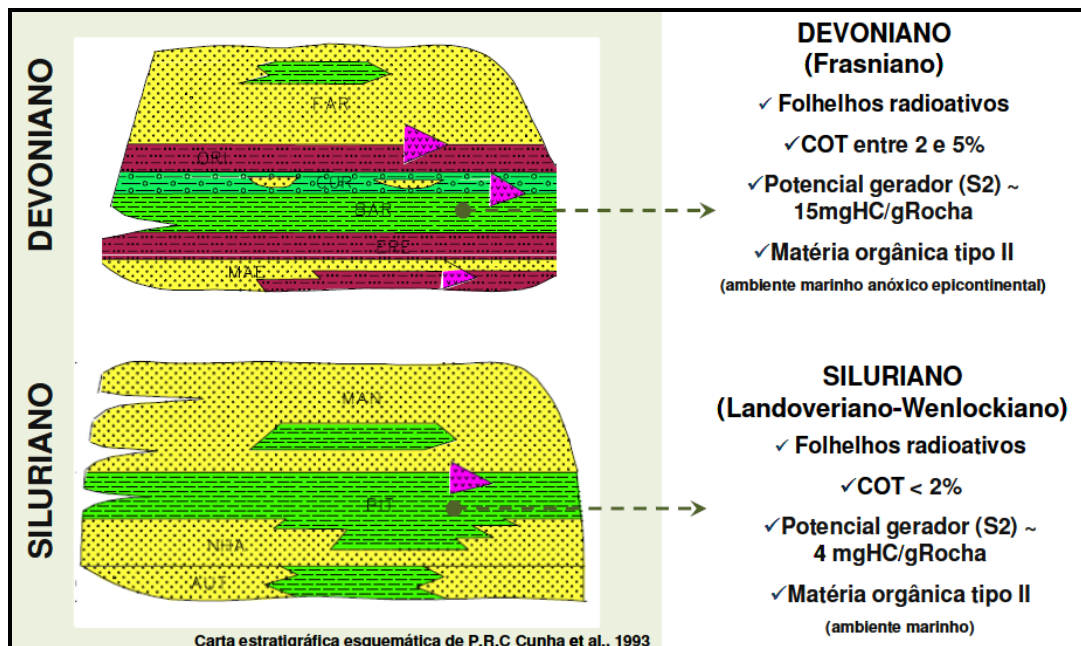 DEVONIANO
FAR
ORI
CUR
BAR
ERE
MAE
DEVONIANO
(Frasniano)
✓ Folhelhos radioativos
✓COT entre 2 e 5%
✓Potencial gerador (S2) ~
15mgHC/gRocha
✓Matéria orgânica tipo II
(ambiente marinho anóxico epicontinental)
SILURIANO
MAN
PIT
NHA
AUT
SILURIANO
(Landoveriano-Wenlockiano)
✓ Folhelhos radioativos
✓COT < 2%
✓Potencial gerador (S2) ~
4 mgHC/gRocha
✓Matéria orgânica tipo II
(ambiente marinho)
Carta estratigráfica esquemática de P.R.C Cunha et al., 1993